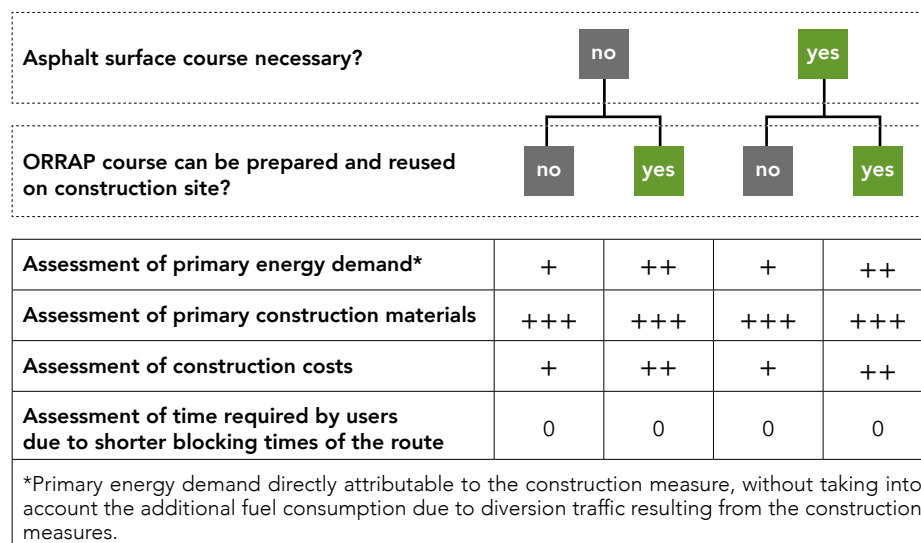 Asphalt surface course necessary?
no
yes
ORRAP course can be prepared and reused
on construction site?
no
yes
no
yes
Assessment of primary energy demand*
+
++
+
++
Assessment of primary construction materials
+++
+++
+++
+++
Assessment of construction costs
+
++
+
++
Assessment of time required by users
due to shorter blocking times of the route
0
0
0
0
*Primary energy demand directly attributable to the construction measure, without taking into
account the additional fuel consumption due to diversion traffic resulting from the construction
measures.